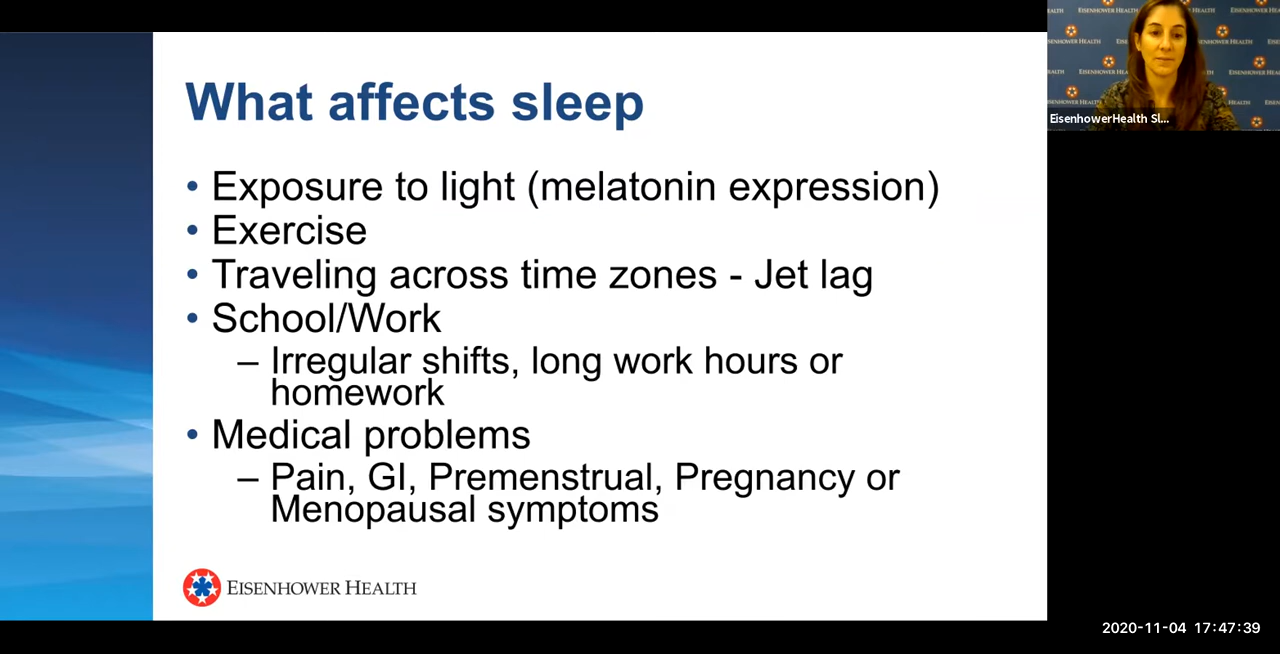 What affects sleep
• Exposure to light (melatonin expression)
• Exercise
• Traveling across time zones - Jet lag
• School/Work
– Irregular shifts, long work hours or
homework
• Medical problems
– Pain, GI, Premenstrual, Pregnancy or
Menopausal symptoms
EISENHOWER HEALTH
EISENHOWER HEALTH
EisenhowerHealth Sl...
2020-11-04 17:47:39